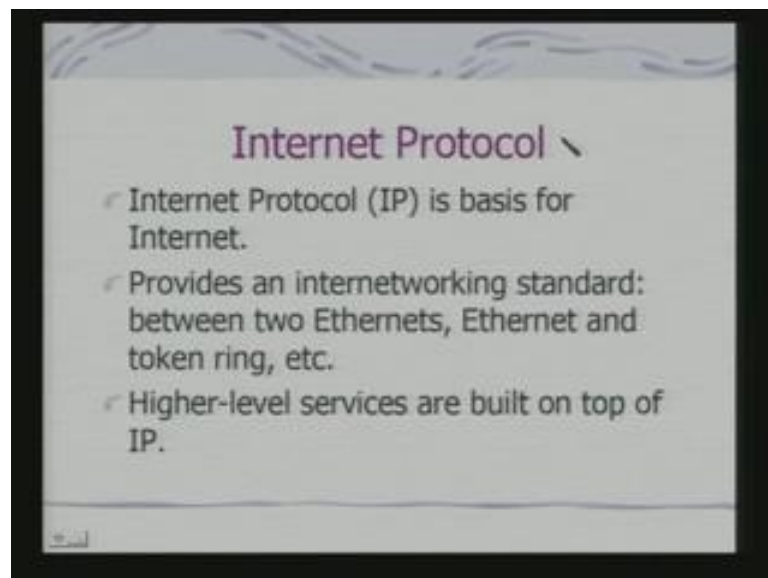 Internet Protocol
Internet Protocol (IP) is basis for
Internet.
Provides an internetworking standard:
between two Ethernets, Ethernet and
token ring, etc.
Higher-level services are built on top of
IP.